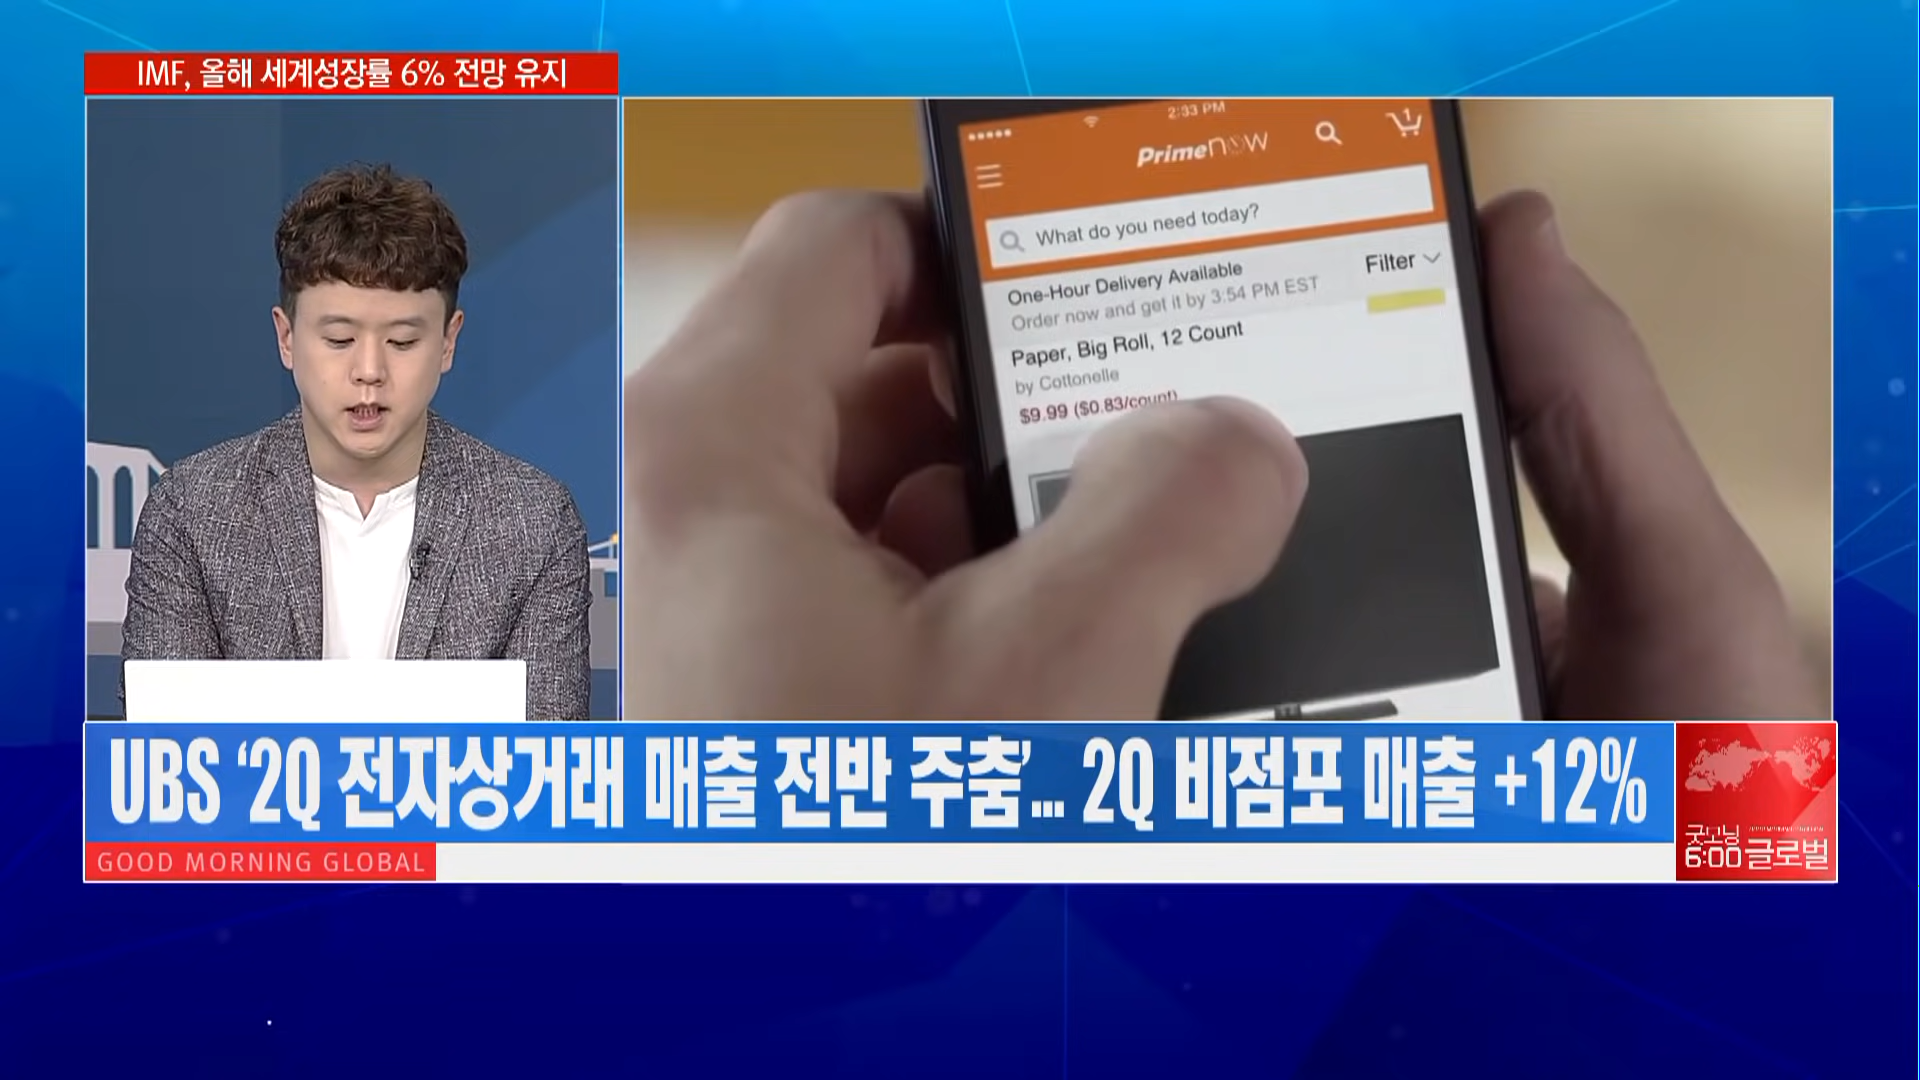 IMF, 올해 세계성장률 6% 전망 유지
2:33 PM
Prime now
1
What do you need today?
One-Hour Delivery Available
Filter
Order now and get it by 3:54 PM EST
Paper, Big Roll, 12 Count
by Cottonelle
$9.99 ($0.83/count)
UBS ‘2Q 전자상거래 매출 전반 주춤’... 2Q 비점포 매출 +12%
GOOD MORNING GLOBAL
굿모닝
6:00 글로벌